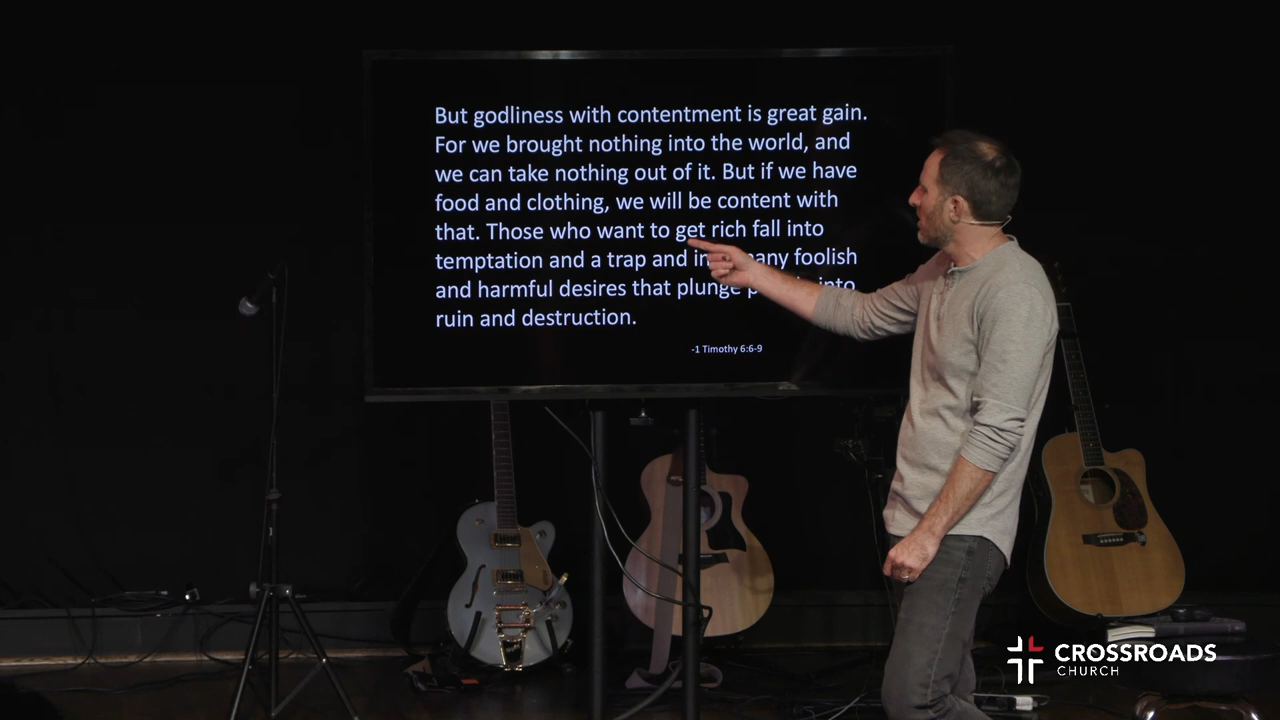 But godliness with contentment is great gain.
For we brought nothing into the world, and
we can take nothing out of it. But if we have
food and clothing, we will be content with
that. Those who want to get rich fall into
temptation and a trap and in many foolish
and harmful desires that plunge into
ruin and destruction.
-1 Timothy 6:6-9
CROSSROADS
CHURCH